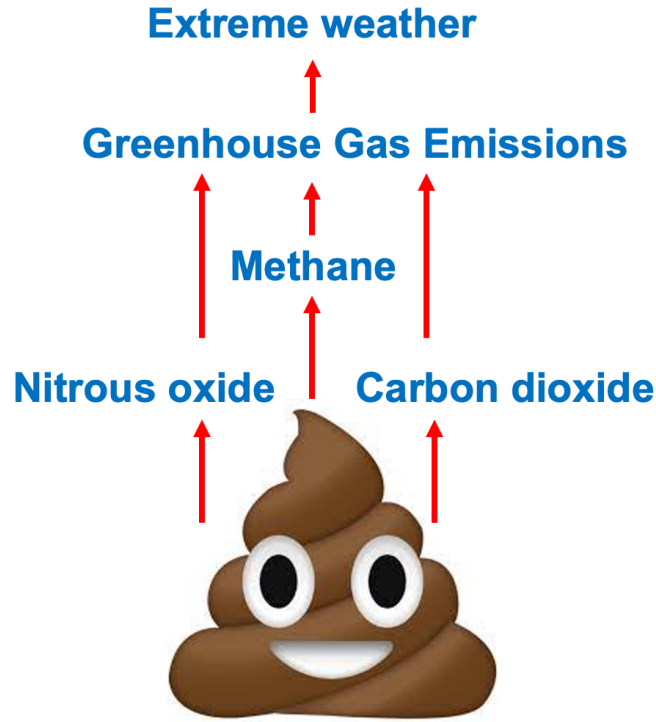 Extreme weather
Greenhouse Gas Emissions
Methane
Nitrous oxide
Carbon dioxide